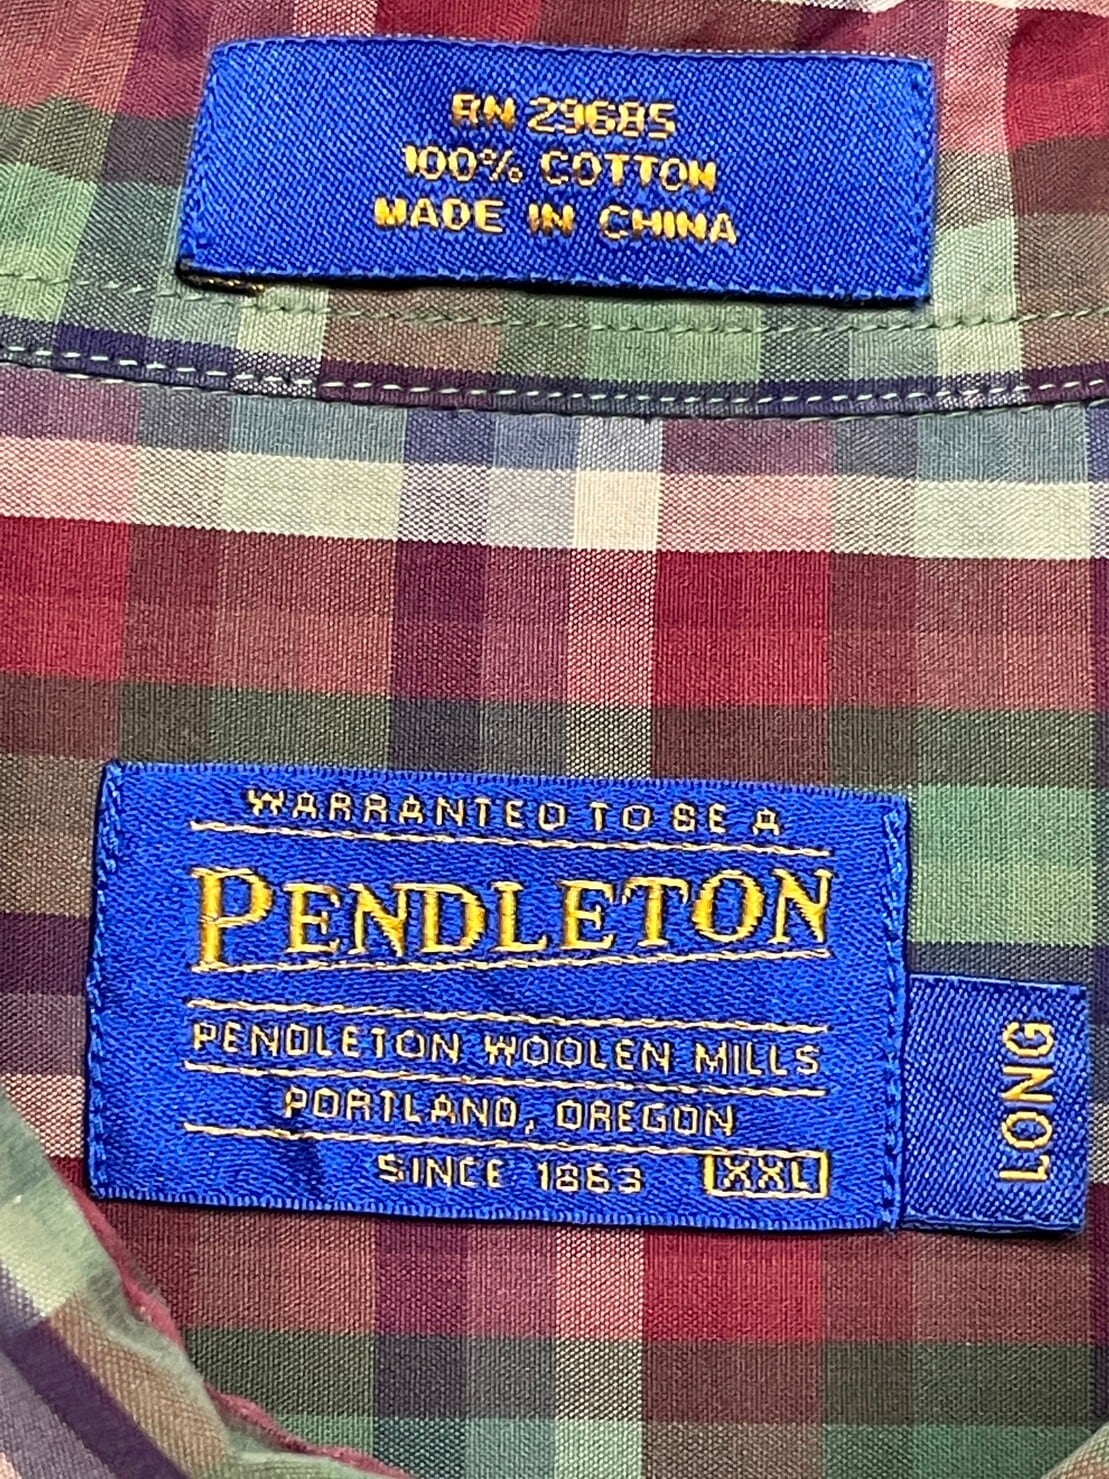 RN 29685
100% COTTON
MADE IN CHINA
WARRANTED TO BE A
PENDLETON
PENDLETON WOOLEN MILLS
PORTLAND, OREGON
SINCE 1863 XXL
LONG